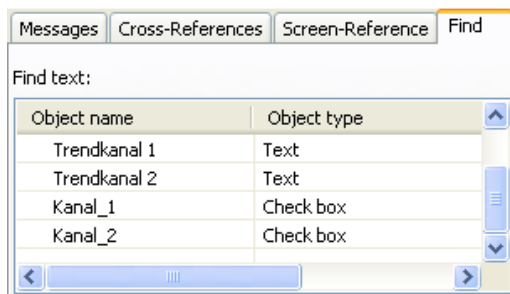 Messages Cross-References Screen-Reference Find
Find text:
Object name Object type
Trendkanal 1 Text
Trendkanal 2 Text
Kanal_1 Check box
Kanal_2 Check box